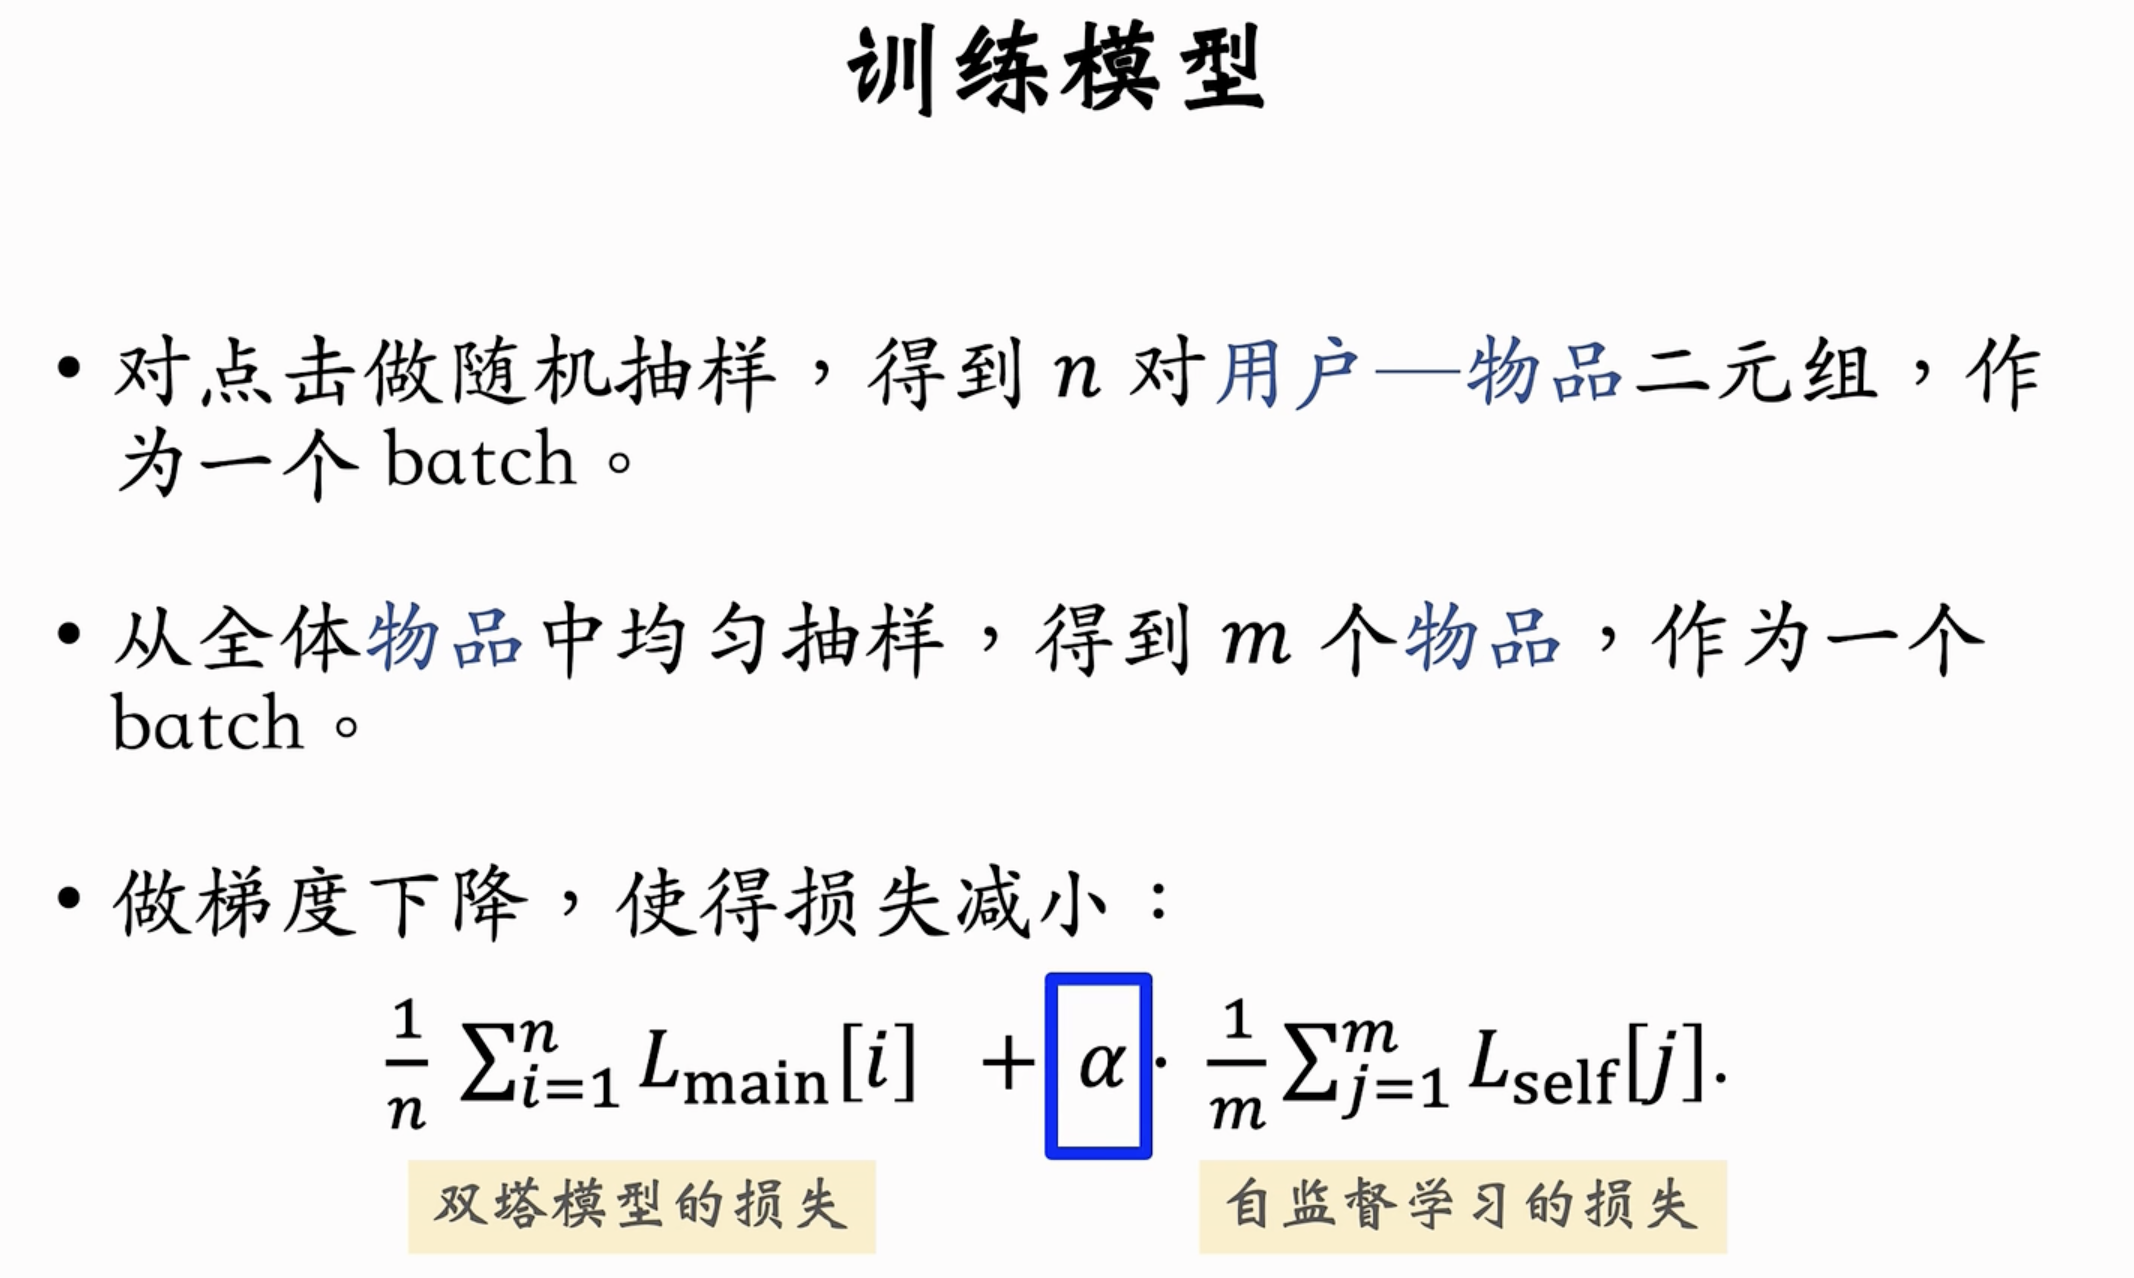 训练模型
• 对点击做随机抽样，得到 n 对用户—物品二元组，作
为一个 batch。
• 从全体物品中均匀抽样，得到 m 个物品，作为一个
batch。
• 做梯度下降，使得损失减小：
$\frac{1}{n} \sum_{i=1}^{n} L_{\text{main}}[i] + \alpha \cdot \frac{1}{m} \sum_{j=1}^{m} L_{\text{self}}[j].$
双塔模型的损失 自监督学习的损失